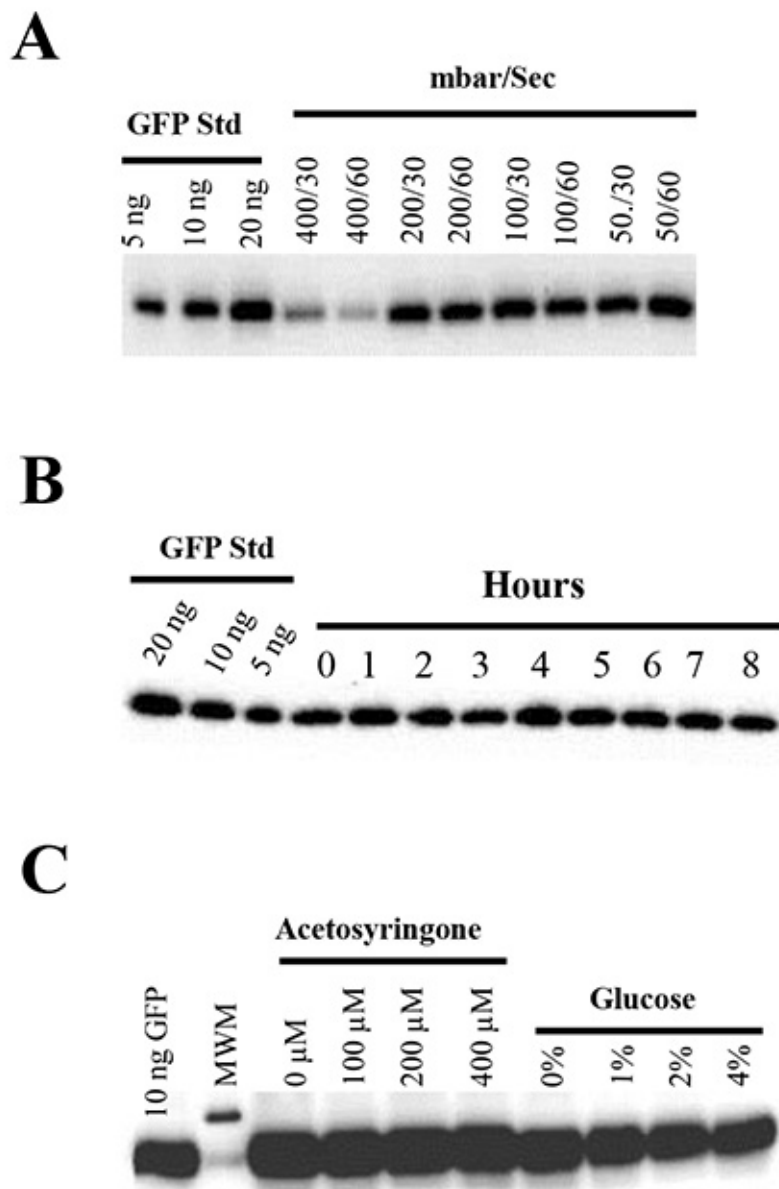 A
mbar/Sec
GFP Std
5 ng 10 ng 20 ng 400/30 400/60 200/30 200/60 100/30 100/60 50./30 50/60
B
GFP Std
Hours
20 ng 10 ng 5 ng 0 1 2 3 4 5 6 7 8
C
Acetosyringone
Glucose
10 ng GFP MWM 0 µM 100 µM 200 µM 400 µM 0% 1% 2% 4%